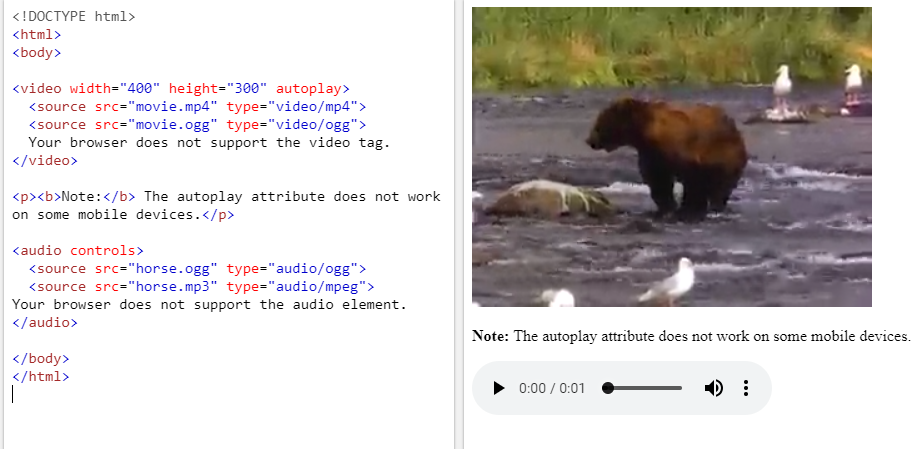 <!DOCTYPE html>
<html>
<body>
<video width="400" height="300" autoplay>
  <source src="movie.mp4" type="video/mp4">
  <source src="movie.ogg" type="video/ogg">
  Your browser does not support the video tag.
</video>
<p><b>Note:</b> The autoplay attribute does not work
on some mobile devices.</p>
<audio controls>
  <source src="horse.ogg" type="audio/ogg">
  <source src="horse.mp3" type="audio/mpeg">
Your browser does not support the audio element.
</audio>
</body>
</html>
Note: The autoplay attribute does not work on some mobile devices.
0:00 / 0:01